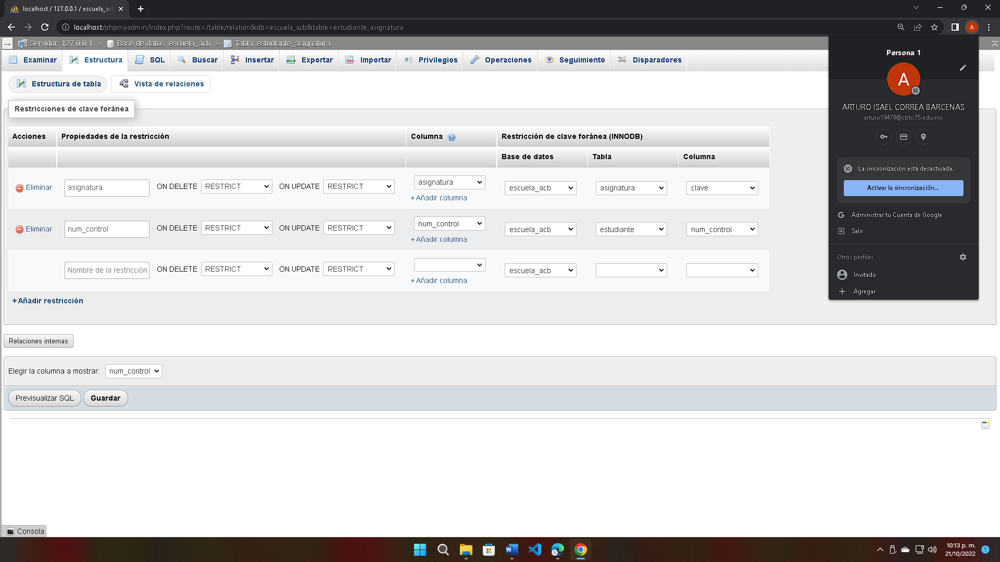 localhost / 127.0.0.1 / escuela_acb
localhost/phpmyadmin/index.php?route=/table/relation&db=escuela_acb&table=estudiante_asignatura
A
Servidor: 127.0.0.1 » Base de datos: escuela_acb » Tabla: estudiante_asignatura
Examinar Estructura SQL Buscar Insertar Exportar Importar Privilegios Operaciones Seguimiento Disparadores
Estructura de tabla Vista de relaciones
Restricciones de clave foránea
Acciones Propiedades de la restricción Columna Restricción de clave foránea (INNODB)
Base de datos Tabla Columna
Eliminar asignatura ON DELETE RESTRICT ON UPDATE RESTRICT asignatura escuela_acb asignatura clave
+ Añadir columna
Eliminar num_control ON DELETE RESTRICT ON UPDATE RESTRICT num_control escuela_acb estudiante num_control
+ Añadir columna
Nombre de la restricción ON DELETE RESTRICT ON UPDATE RESTRICT escuela_acb
+ Añadir columna
+ Añadir restricción
Relaciones internas
Elegir la columna a mostrar: num_control
Previsualizar SQL Guardar
Consola
Persona 1
A
ARTURO ISAEL CORREA BARCENAS
arturo19479@cbtis75.edu.mx
La sincronización está desactivada.
Activar la sincronización...
G Administrar tu Cuenta de Google
Salir
Otros perfiles
Invitado
Agregar
10:13 p. m.
21/10/2022
1